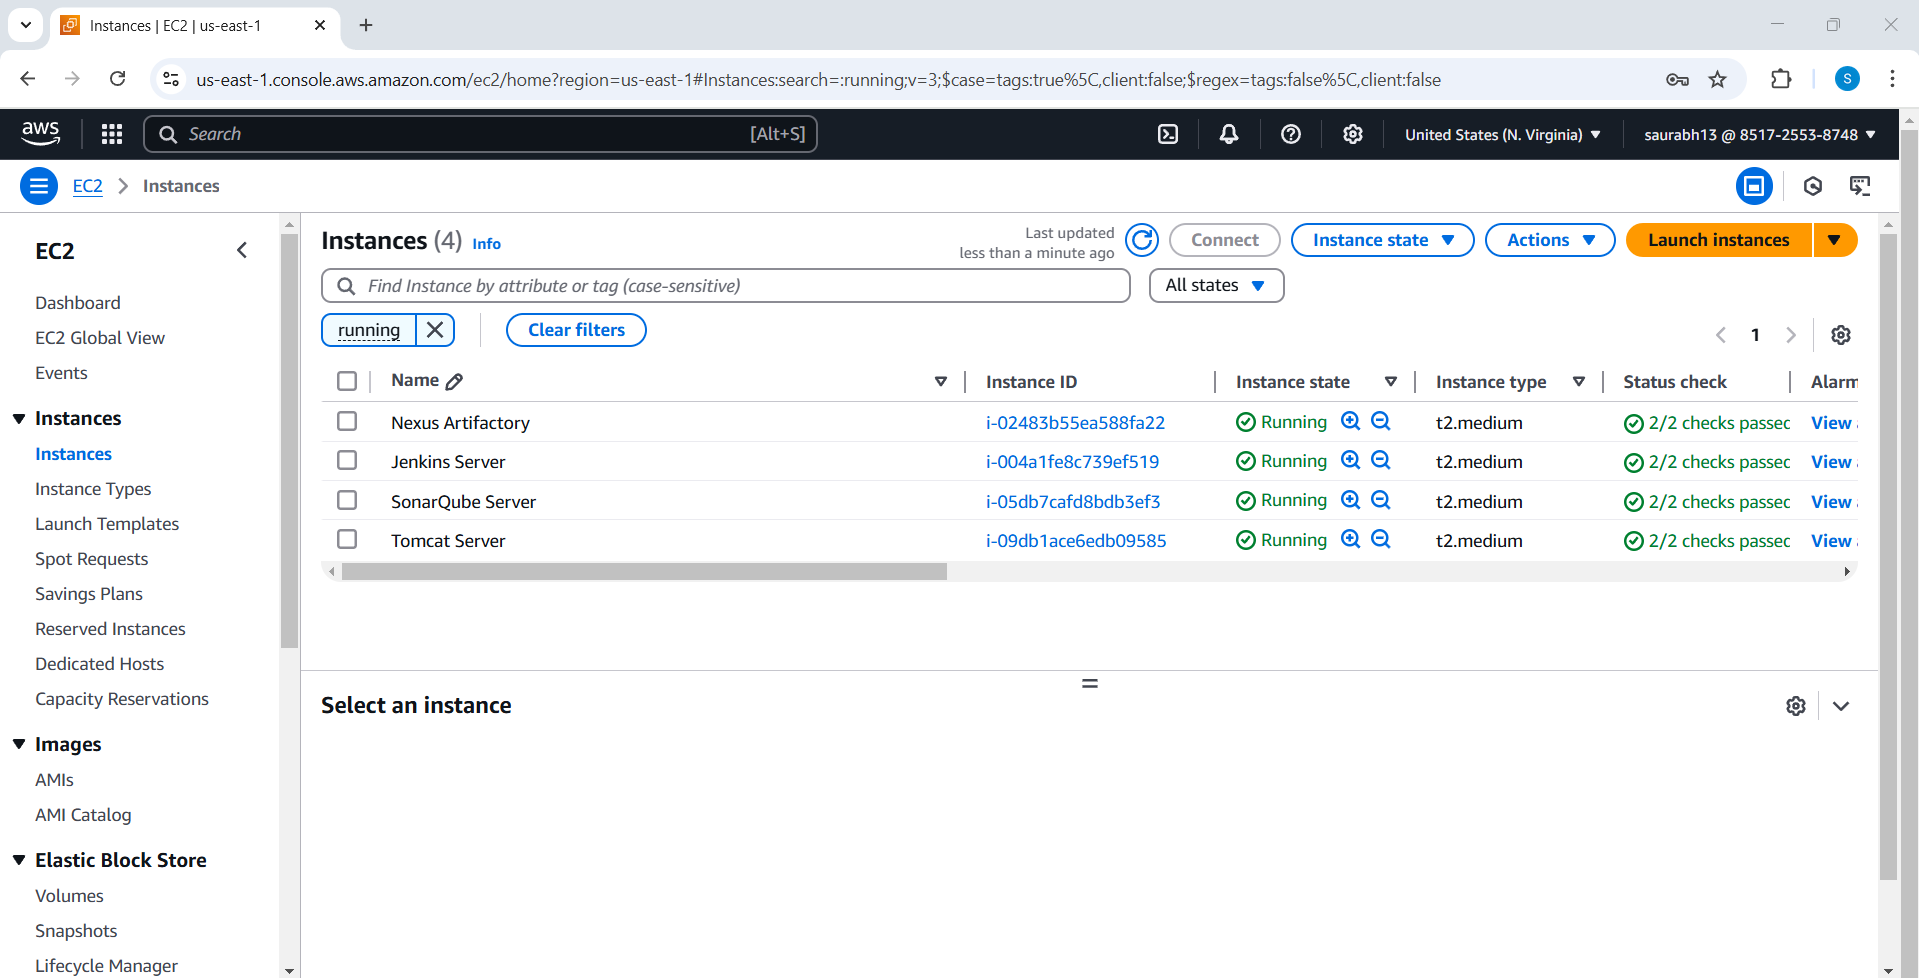 Instances | EC2 | us-east-1
us-east-1.console.aws.amazon.com/ec2/home?region=us-east-1#Instances:search=:running;v=3;$case=tags:true%5C,client:false;$regex=tags:false%5C,client:false
S
aws
Search [Alt+S]
United States (N. Virginia)
saurabh13 @ 8517-2553-8748
EC2 Instances
EC2
Dashboard
EC2 Global View
Events
Instances
Instances
Instance Types
Launch Templates
Spot Requests
Savings Plans
Reserved Instances
Dedicated Hosts
Capacity Reservations
Images
AMIs
AMI Catalog
Elastic Block Store
Volumes
Snapshots
Lifecycle Manager
Instances (4) Info
Last updated
less than a minute ago
Connect
Instance state
Actions
Launch instances
Find Instance by attribute or tag (case-sensitive)
All states
running
Clear filters
1
Name Instance ID Instance state Instance type Status check Alarm
Nexus Artifactory i-02483b55ea588fa22 Running t2.medium 2/2 checks passed View
Jenkins Server i-004a1fe8c739ef519 Running t2.medium 2/2 checks passed View
SonarQube Server i-05db7cafd8bdb3ef3 Running t2.medium 2/2 checks passed View
Tomcat Server i-09db1ace6edb09585 Running t2.medium 2/2 checks passed View
Select an instance